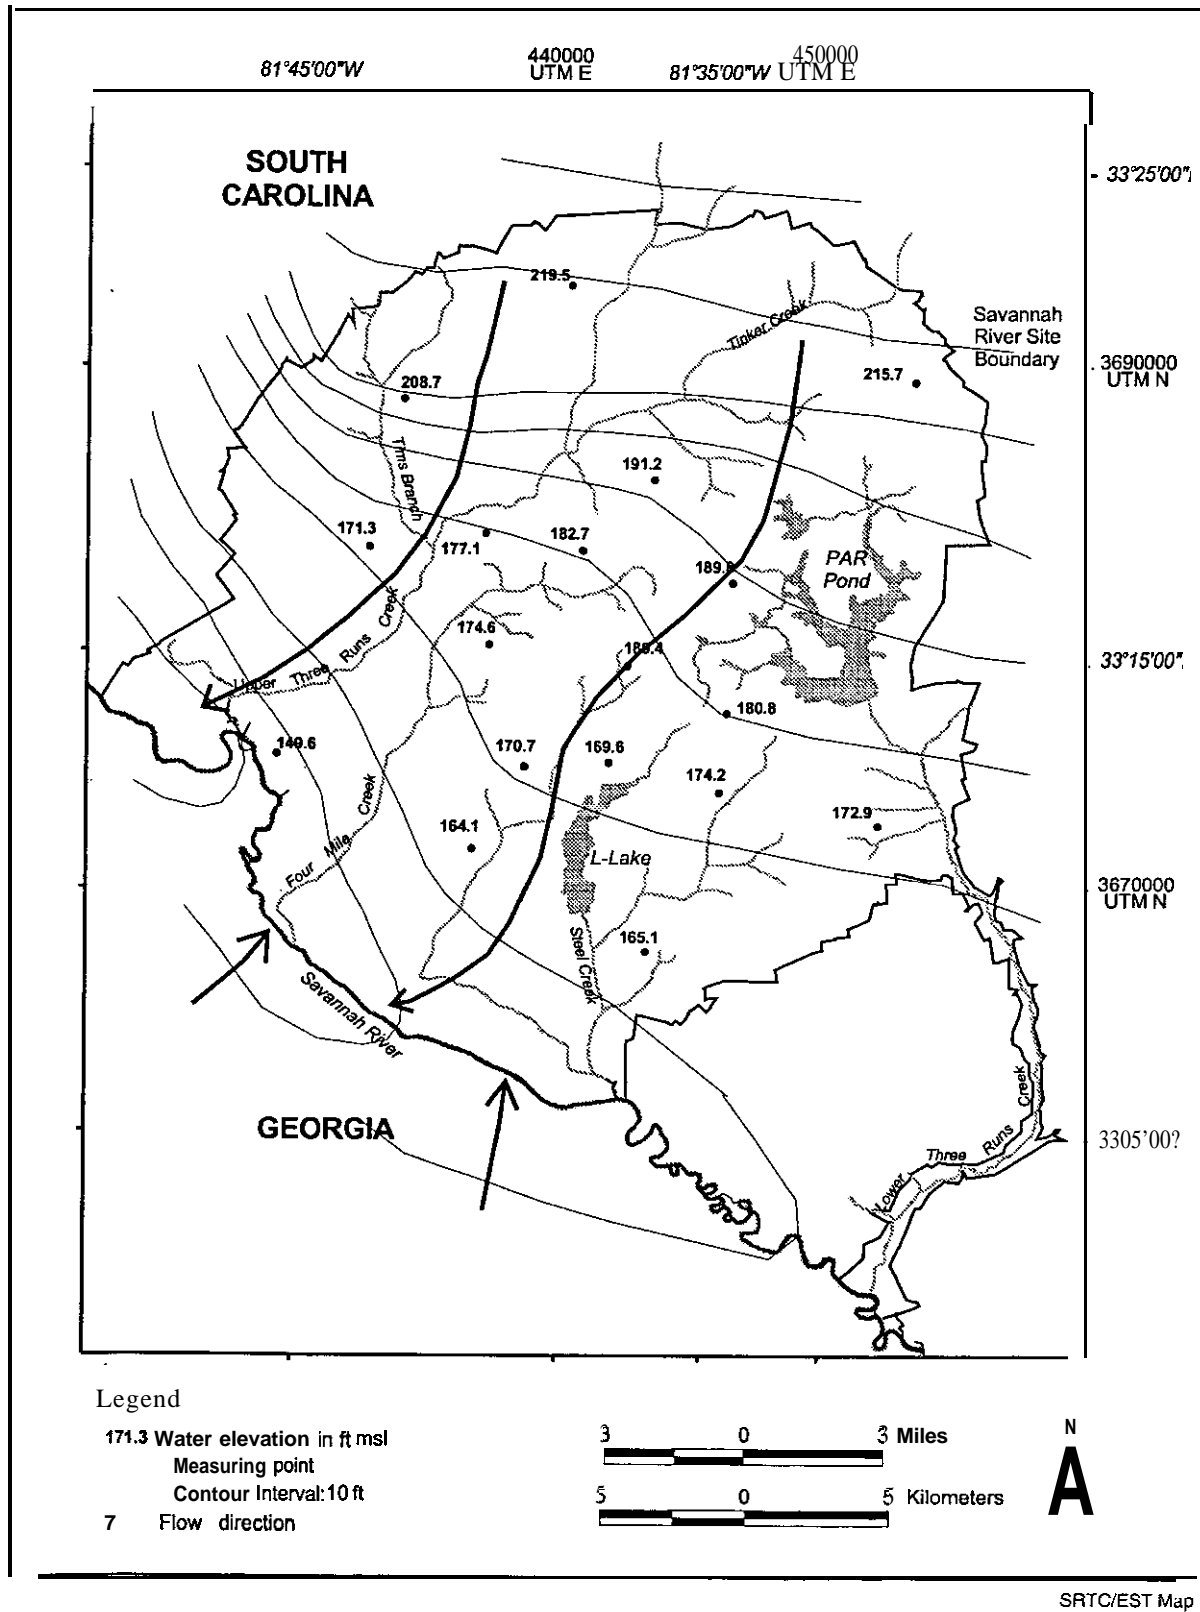 81°45'00"W
440000
UTM E
81°35'00"W
450000
UTM E
SOUTH
CAROLINA
33°25'00"
219.5
Tinker Creek
Savannah
River Site
Boundary
3690000
UTM N
208.7
215.7
Tims Branch
191.2
171.3
177.1
182.7
PAR
Pond
189.
174.6
Upper Three Runs Creek
33°15'00"
180.8
149.6
170.7
169.6
174.2
172.9
Four Mile Creek
164.1
L-Lake
3670000
UTM N
Steel Creek
165.1
Savannah River
GEORGIA
Lower Three Runs Creek
3305'00?
Legend
171.3 Water elevation in ft msl
Measuring point
Contour Interval: 10 ft
7 Flow direction
3 0 3 Miles
5 0 5 Kilometers
N
A
SRTC/EST Map